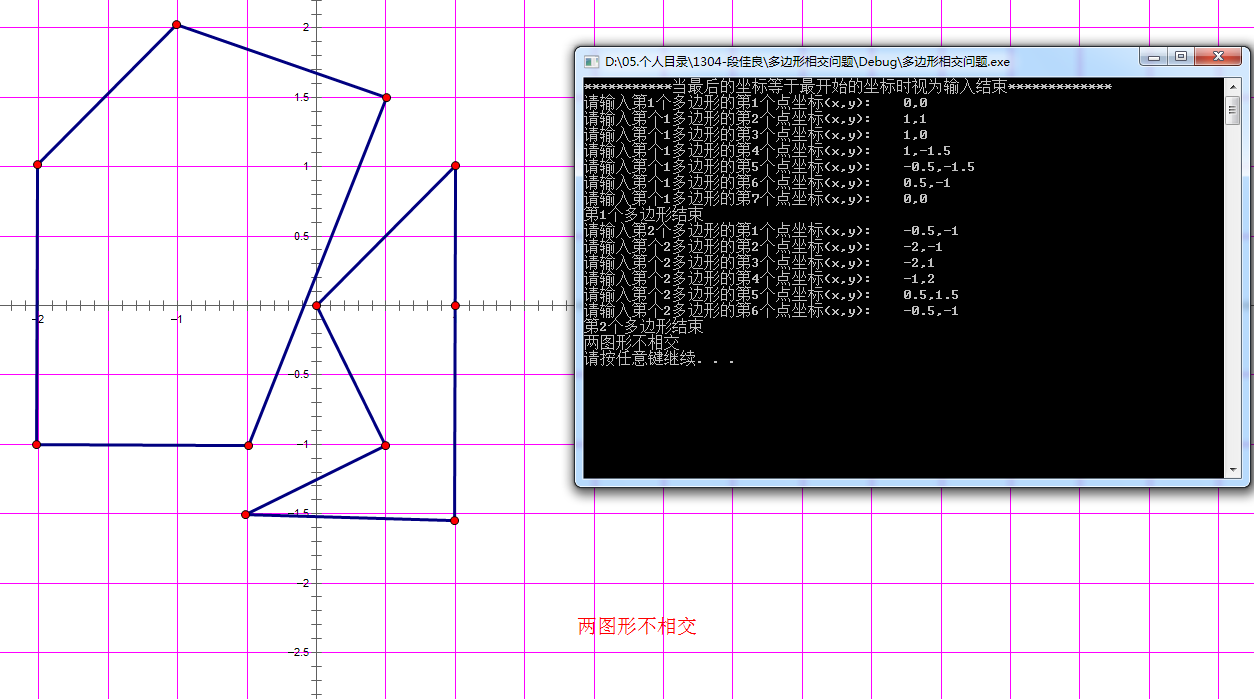 2
1.5
1
0.5
-2
-1
-0.5
-1
-1.5
-2
-2.5
两图形不相交
D:\05.个人目录\1304-段佳良\多边形相交问题\Debug\多边形相交问题.exe
***********当最后的坐标等于最开始的坐标时视为输入结束*************
请输入第1个多边形的第1个点坐标(x,y): 0,0
请输入第个1多边形的第2个点坐标(x,y): 1,1
请输入第个1多边形的第3个点坐标(x,y): 1,0
请输入第个1多边形的第4个点坐标(x,y): 1,-1.5
请输入第个1多边形的第5个点坐标(x,y): -0.5,-1.5
请输入第个1多边形的第6个点坐标(x,y): 0.5,-1
请输入第个1多边形的第7个点坐标(x,y): 0,0
第1个多边形结束
请输入第2个多边形的第1个点坐标(x,y): -0.5,-1
请输入第个2多边形的第2个点坐标(x,y): -2,-1
请输入第个2多边形的第3个点坐标(x,y): -2,1
请输入第个2多边形的第4个点坐标(x,y): -1,2
请输入第个2多边形的第5个点坐标(x,y): 0.5,1.5
请输入第个2多边形的第6个点坐标(x,y): -0.5,-1
第2个多边形结束
两图形不相交
请按任意键继续. . .